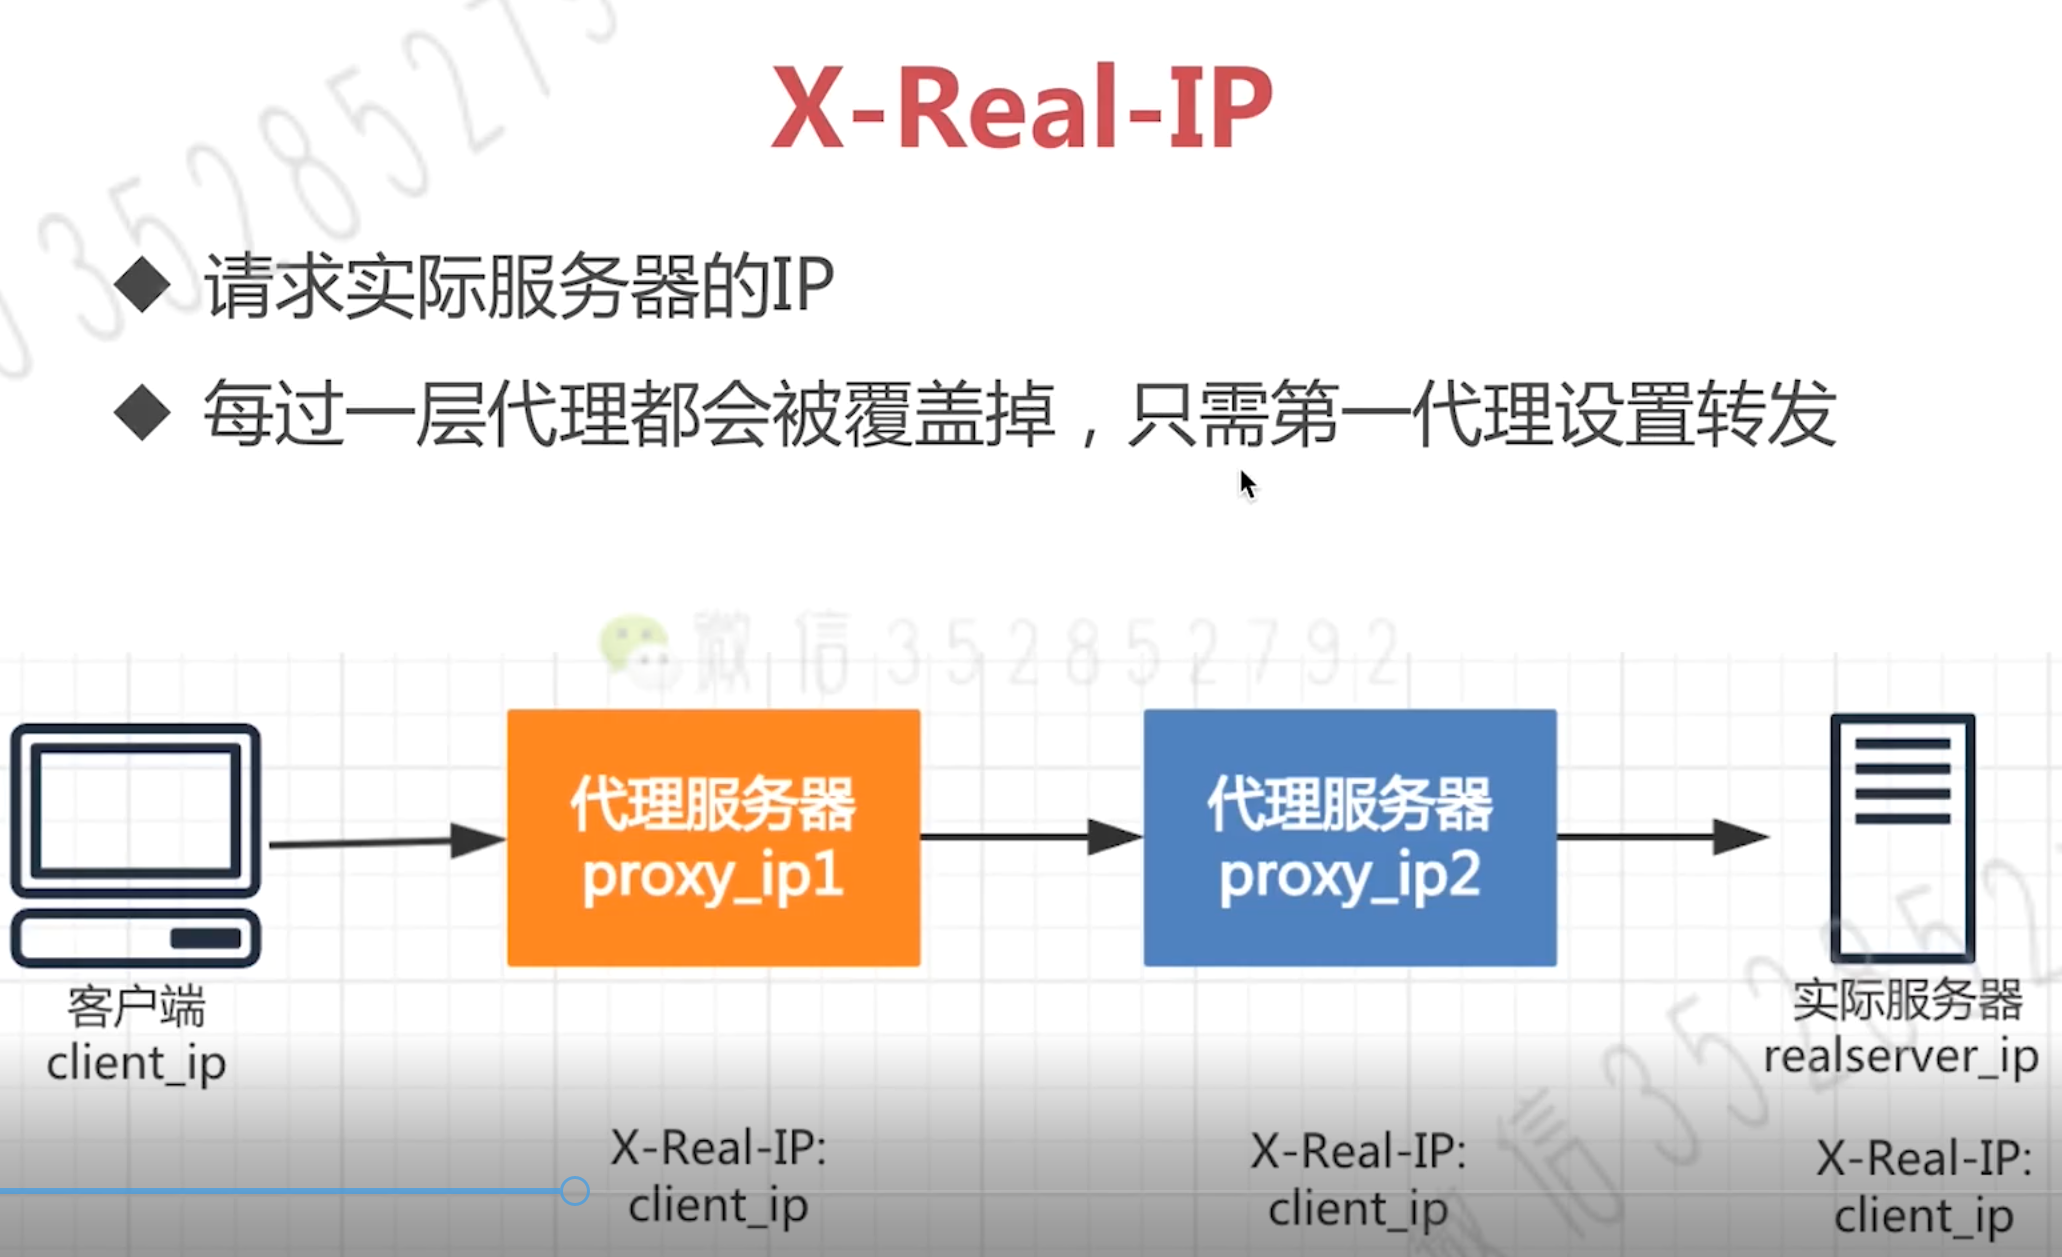 X-Real-IP
请求实际服务器的IP
每过一层代理都会被覆盖掉，只需第一代理设置转发
微信352852792
代理服务器
proxy_ip1
代理服务器
proxy_ip2
客户端
client_ip
实际服务器
realserver_ip
X-Real-IP:
client_ip
X-Real-IP:
client_ip
X-Real-IP:
client_ip